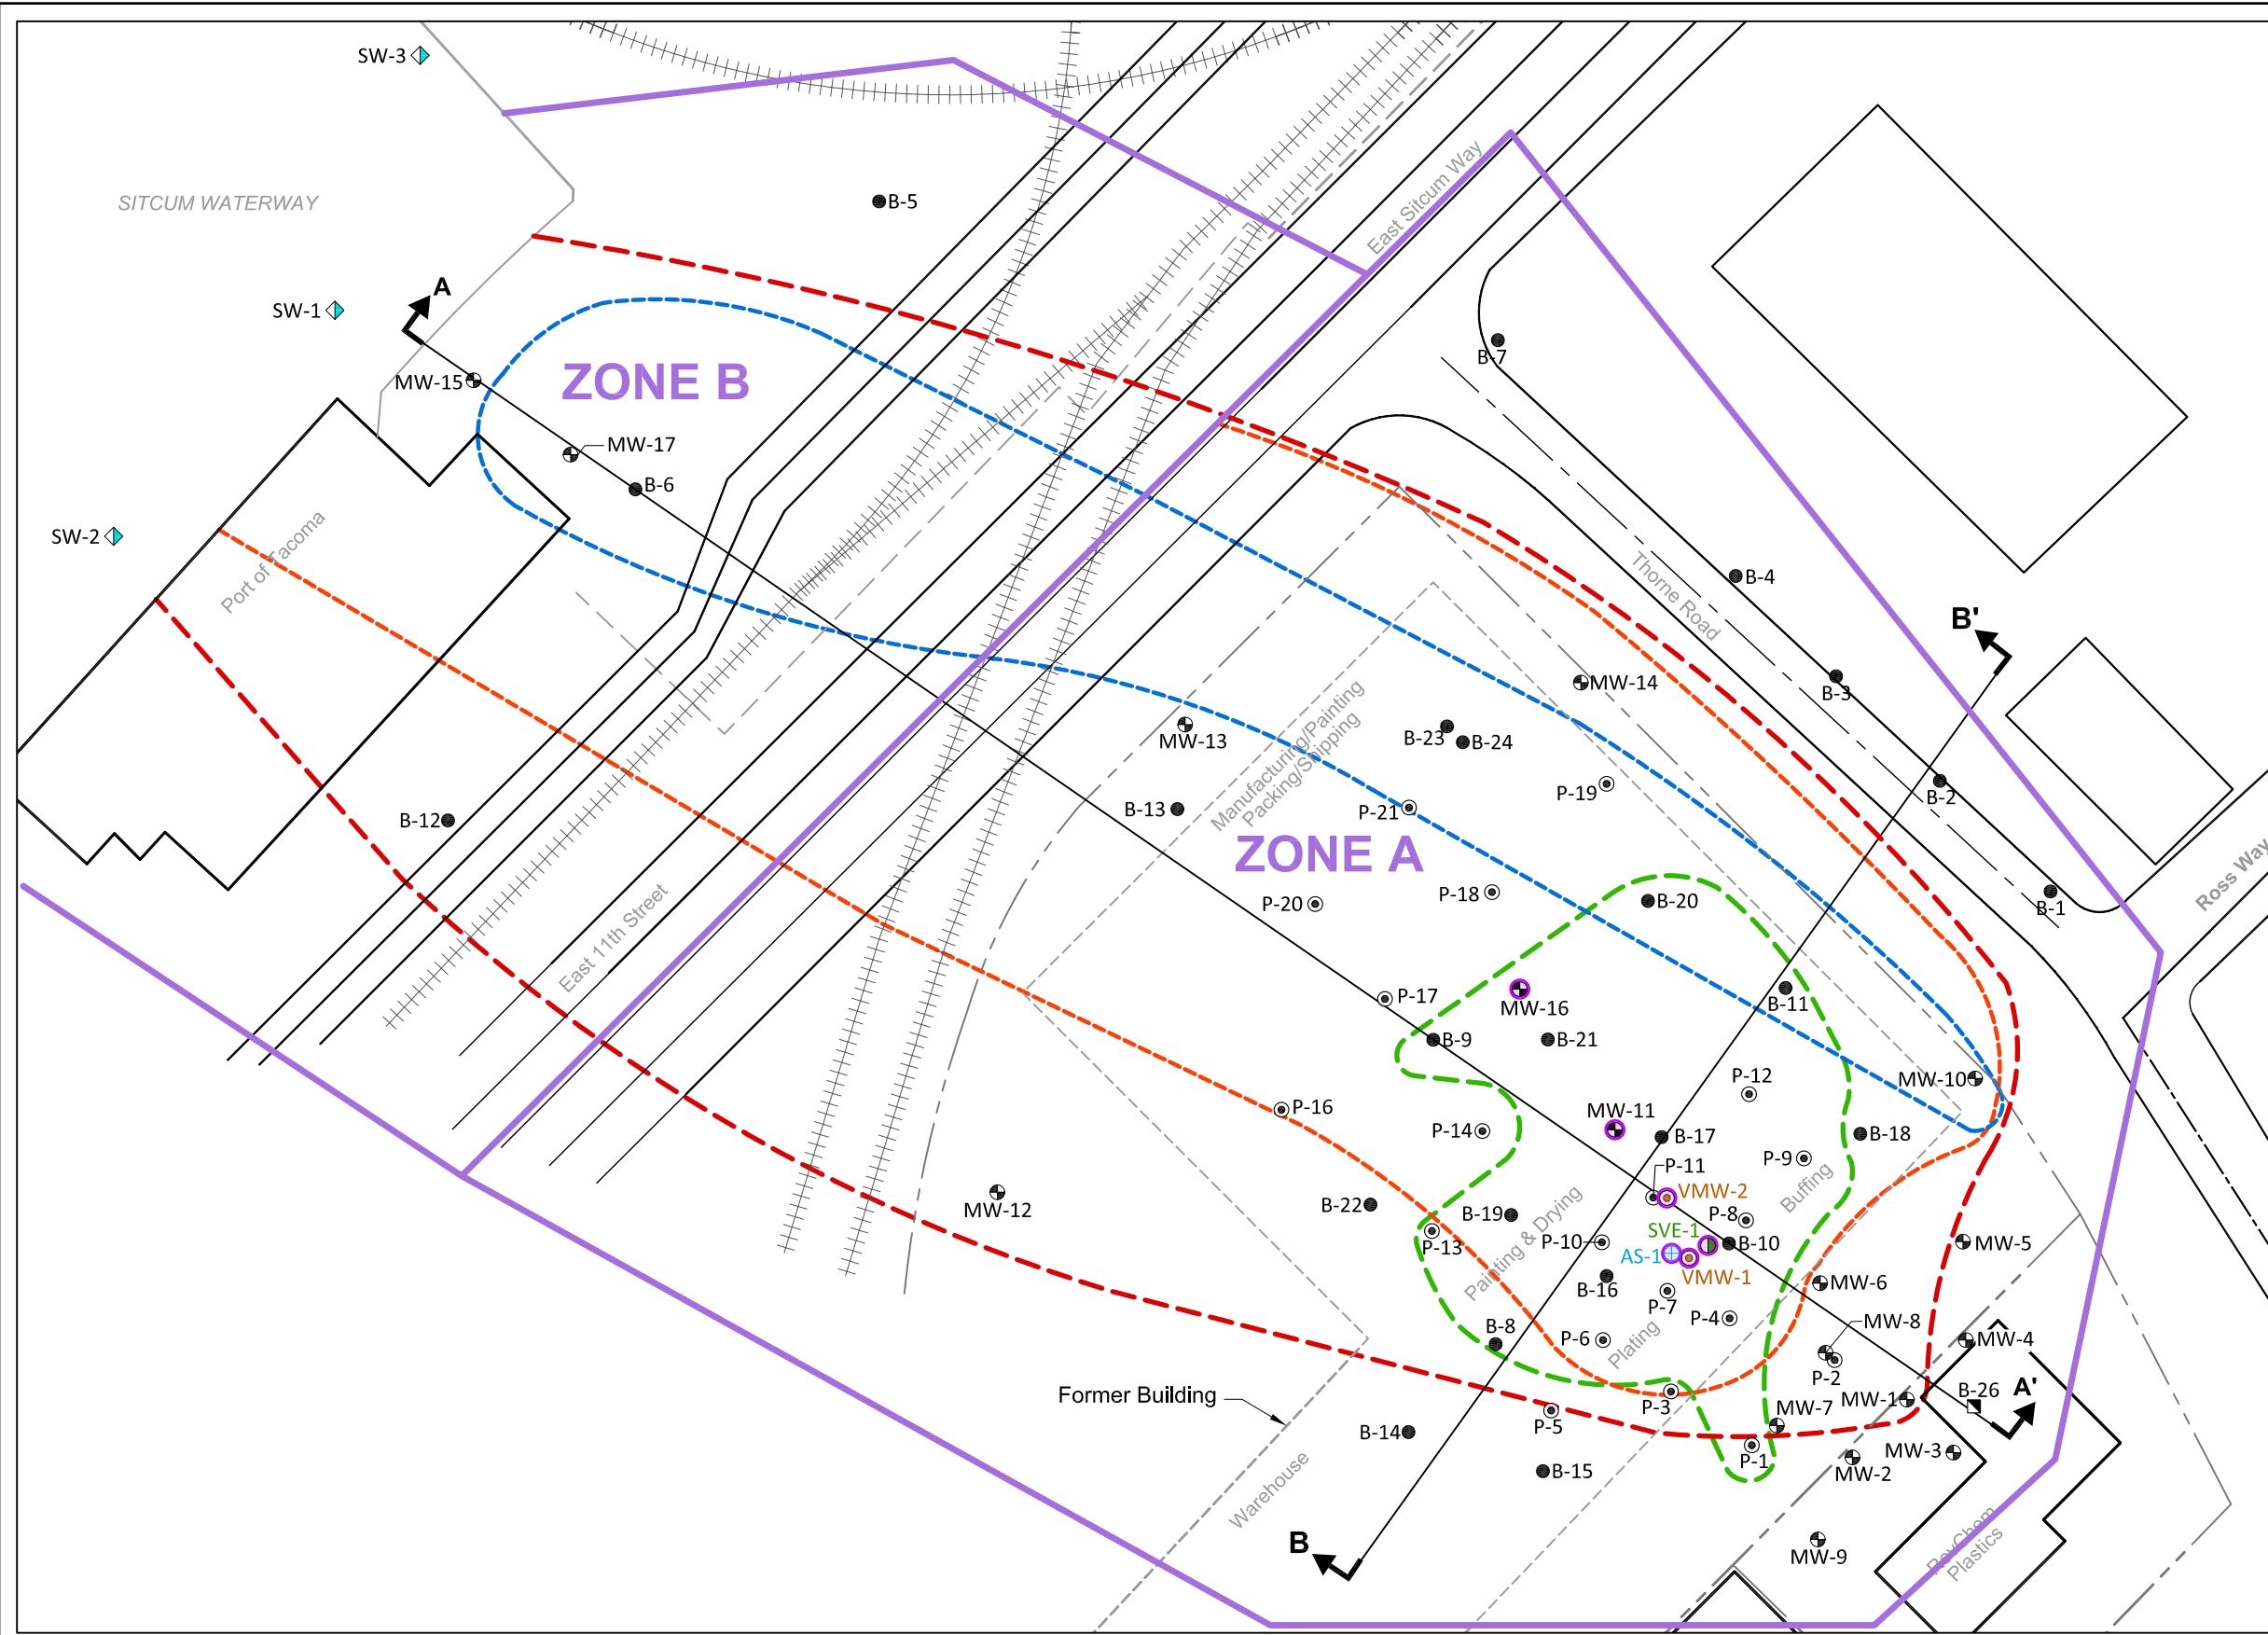 SW-3
SITCUM WATERWAY
B-5
East Sitcum Way
A
SW-1
B-7
MW-15
ZONE B
MW-17
B-6
SW-2
Port of Tacoma
B-4
Thorne Road
B'
MW-14
B-3
MW-13
B-23
B-24
Manufacturing/Painting
Packing/Shipping
P-19
B-2
B-13
P-21
B-12
ZONE A
Ross Way
P-18
P-20
B-20
B-1
East 11th Street
P-17
MW-16
B-11
B-9
B-21
P-12
MW-10
P-16
MW-11
P-14
B-17
B-18
P-11
P-9
Buffing
MW-12
VMW-2
B-22
B-19
P-8
P-13
Painting & Drying
P-10
SVE-1
B-10
MW-5
AS-1
VMW-1
MW-6
B-16
P-7
P-4
MW-8
B-8
P-6
Plating
MW-4
P-2
Former Building
P-3
MW-1
B-26
A'
P-5
MW-7
B-14
P-1
MW-3
MW-2
B-15
Warehouse
B
MW-9
RayChem
Plastics